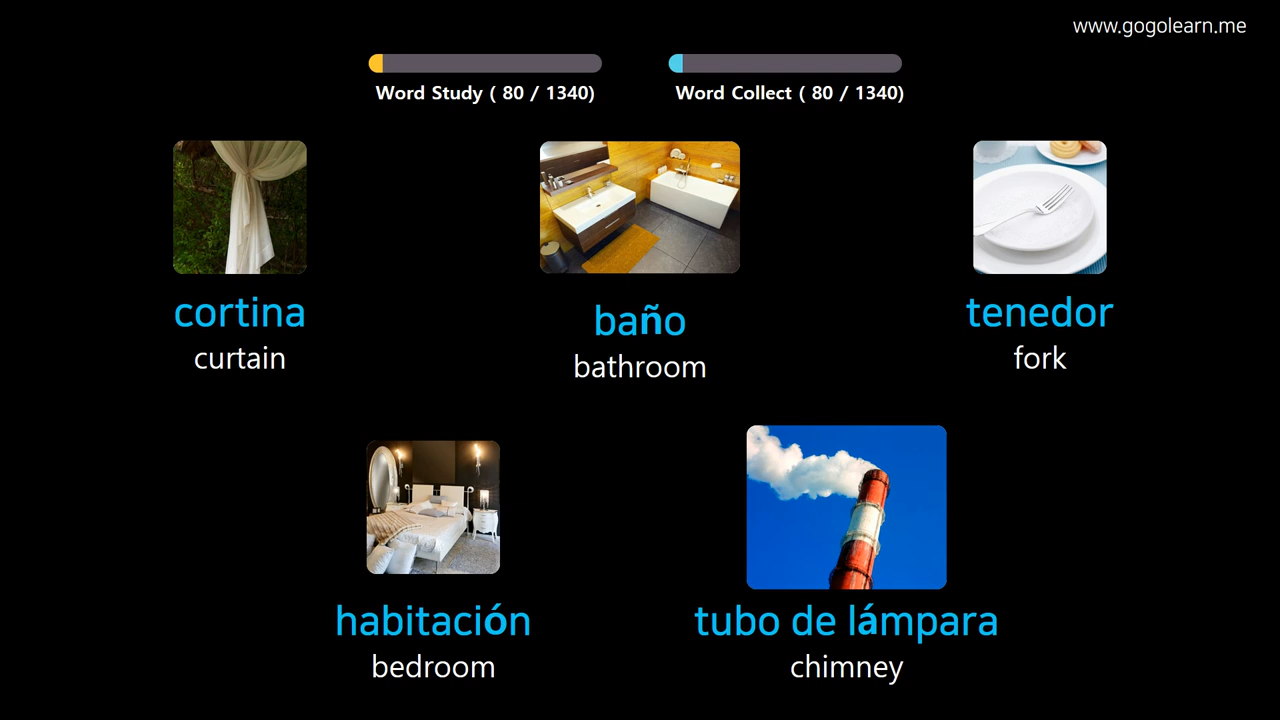 www.gogolearn.me
Word Study ( 80 / 1340)
Word Collect ( 80 / 1340)
cortina
curtain
baño
bathroom
tenedor
fork
habitación
bedroom
tubo de lámpara
chimney